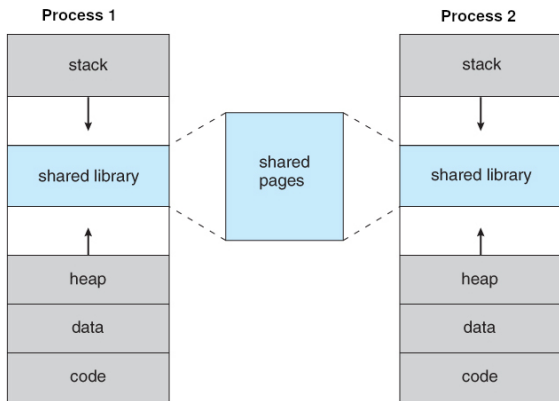 Process 1
stack
shared library
heap
data
code
shared
pages
Process 2
stack
shared library
heap
data
code